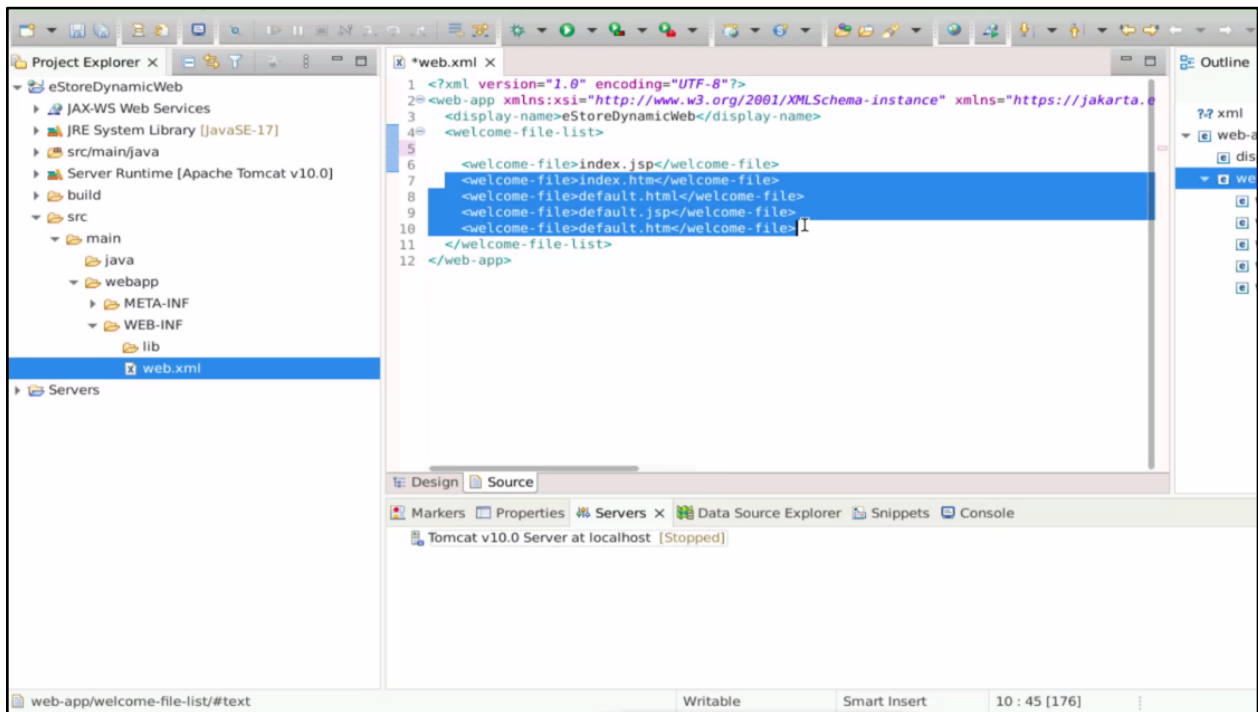 Project Explorer
eStoreDynamicWeb
JAX-WS Web Services
JRE System Library [JavaSE-17]
src/main/java
Server Runtime [Apache Tomcat v10.0]
build
src
main
java
webapp
META-INF
WEB-INF
lib
web.xml
Servers
*web.xml
1 <?xml version="1.0" encoding="UTF-8"?>
2 <web-app xmlns:xsi="http://www.w3.org/2001/XMLSchema-instance" xmlns="https://jakarta.e
3 <display-name>eStoreDynamicWeb</display-name>
4 <welcome-file-list>
5
6 <welcome-file>index.jsp</welcome-file>
7 <welcome-file>index.htm</welcome-file>
8 <welcome-file>default.html</welcome-file>
9 <welcome-file>default.jsp</welcome-file>
10 <welcome-file>default.htm</welcome-file>
11 </welcome-file-list>
12 </web-app>
Design Source
Outline
?-? xml
web-a
dis
we
Markers Properties Servers Data Source Explorer Snippets Console
Tomcat v10.0 Server at localhost [Stopped]
web-app/welcome-file-list/#text Writable Smart Insert 10 : 45 [176]